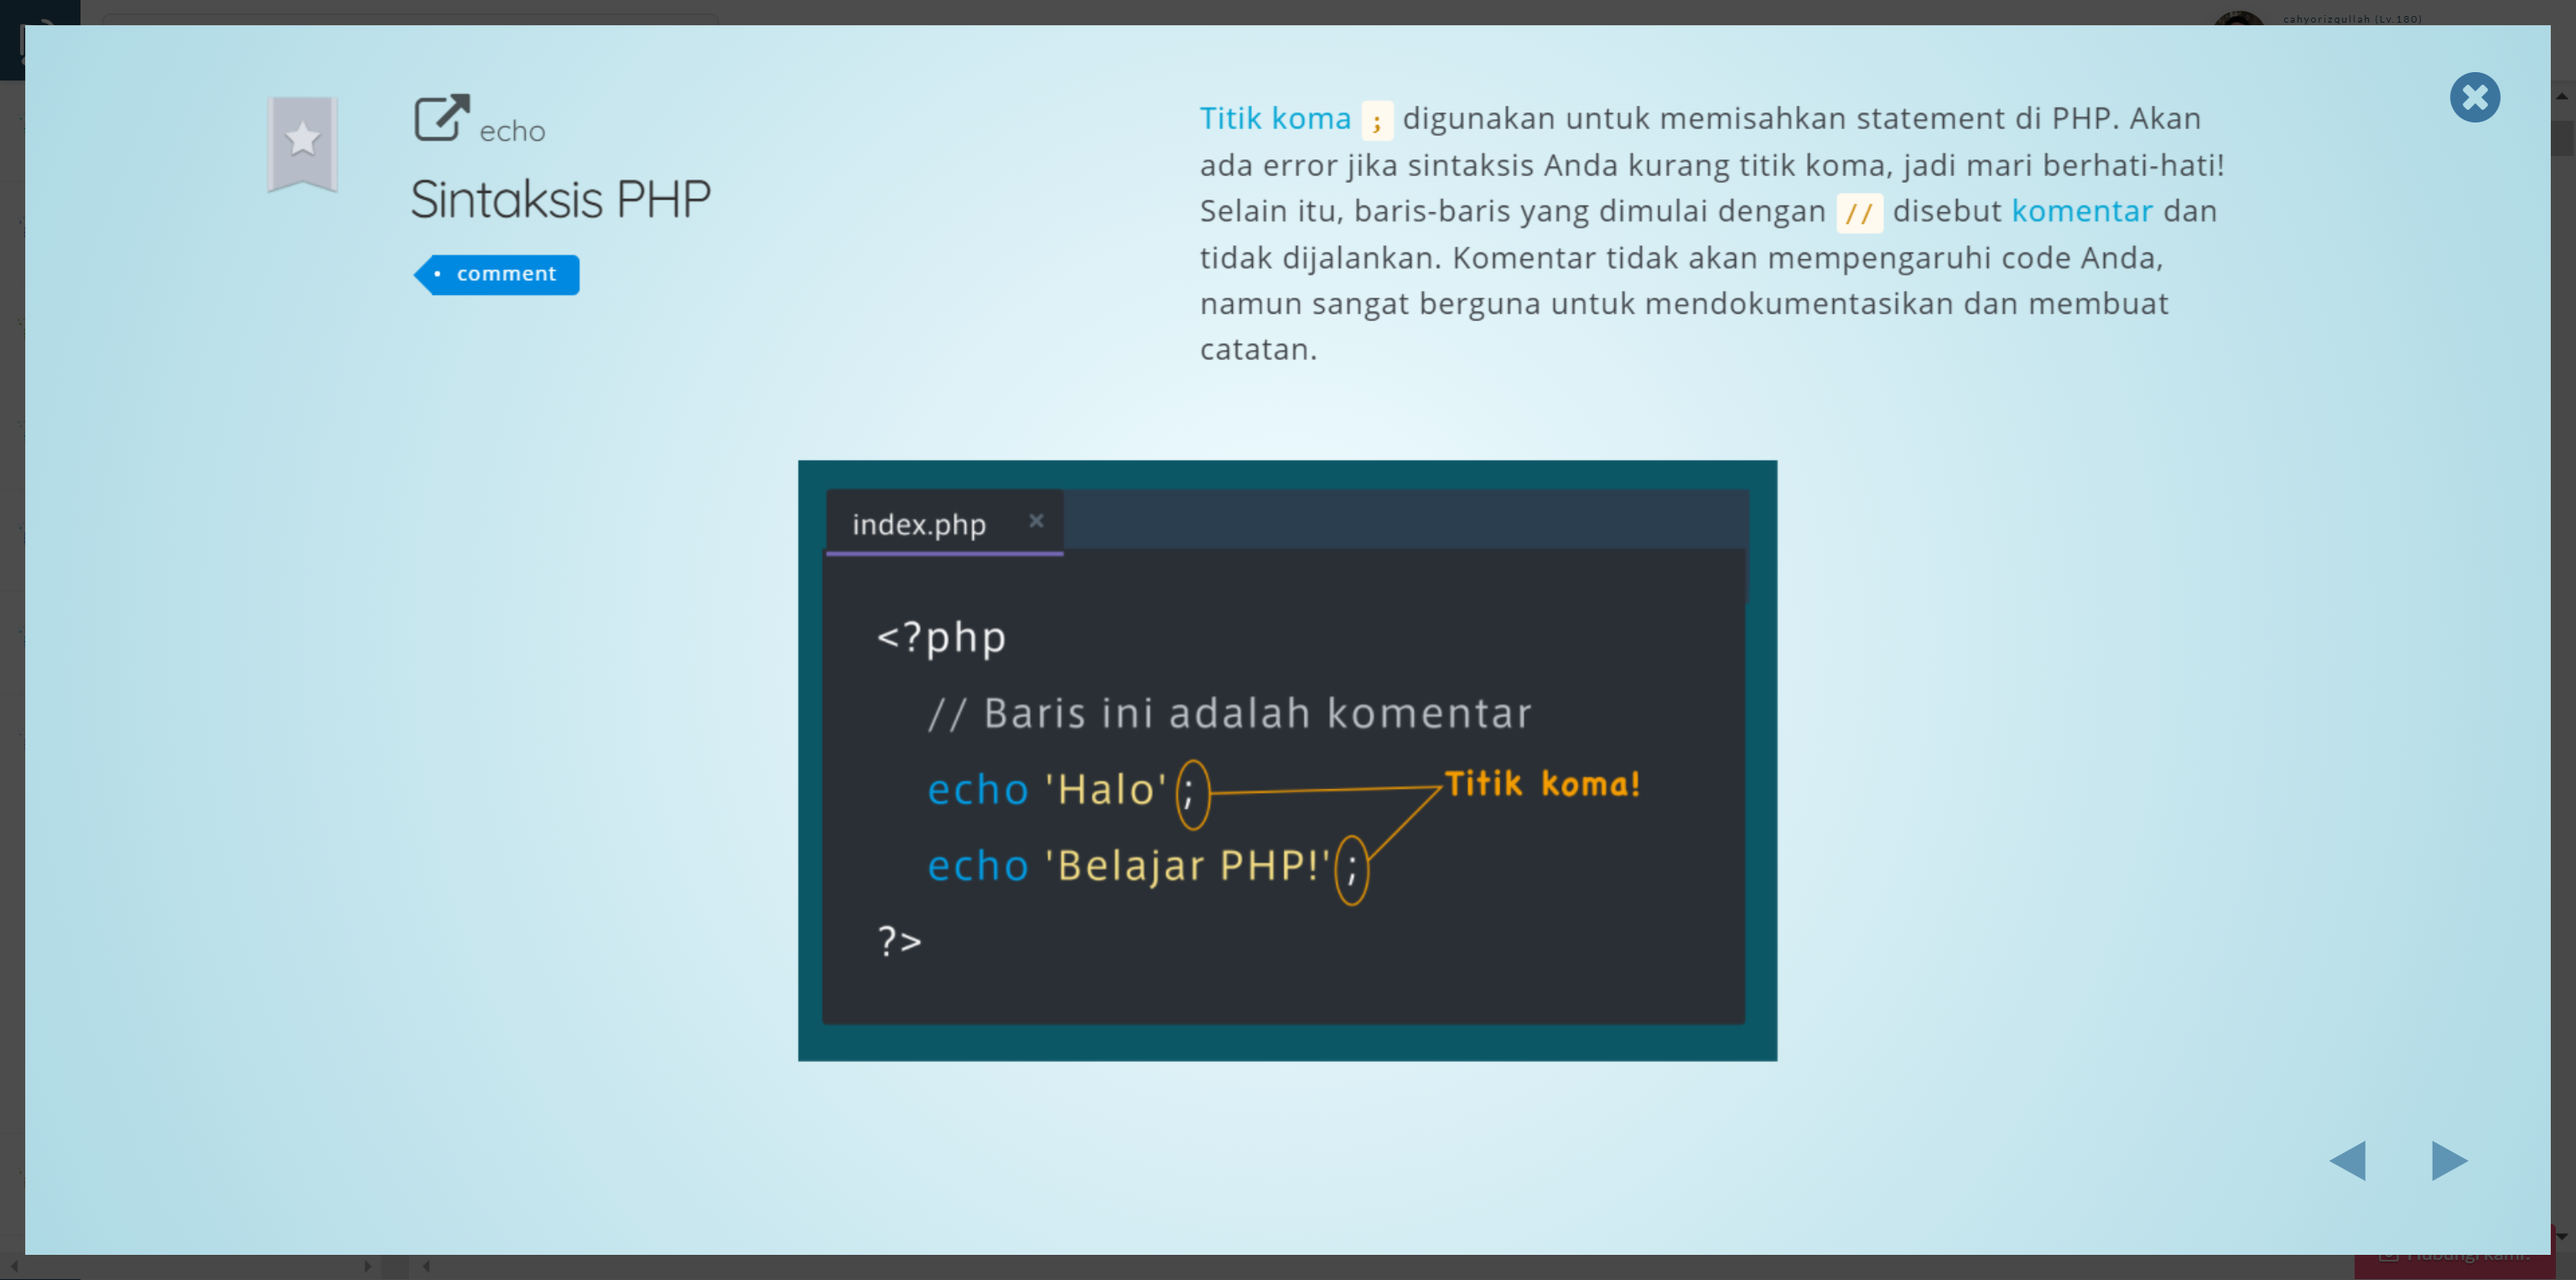 cahyorizqullah (Lv.180)
echo
Sintaksis PHP
comment
Titik koma ; digunakan untuk memisahkan statement di PHP. Akan
ada error jika sintaksis Anda kurang titik koma, jadi mari berhati-hati!
Selain itu, baris-baris yang dimulai dengan // disebut komentar dan
tidak dijalankan. Komentar tidak akan mempengaruhi code Anda,
namun sangat berguna untuk mendokumentasikan dan membuat
catatan.
index.php ×
<?php
// Baris ini adalah komentar
echo 'Halo';
Titik koma!
echo 'Belajar PHP!';
?>